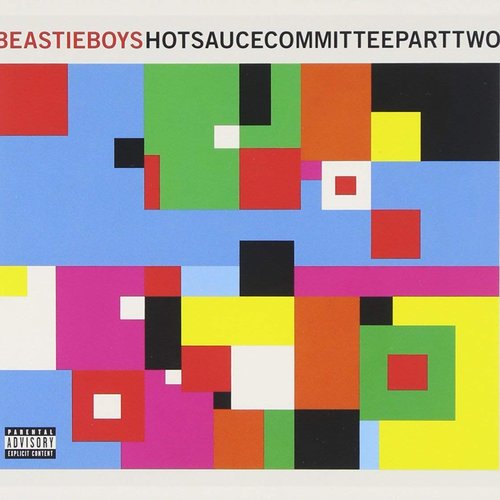 BEASTIEBOYSHOTSAUCECOMMITTEEPARTTWO
PARENTAL
ADVISORY
EXPLICIT CONTENT